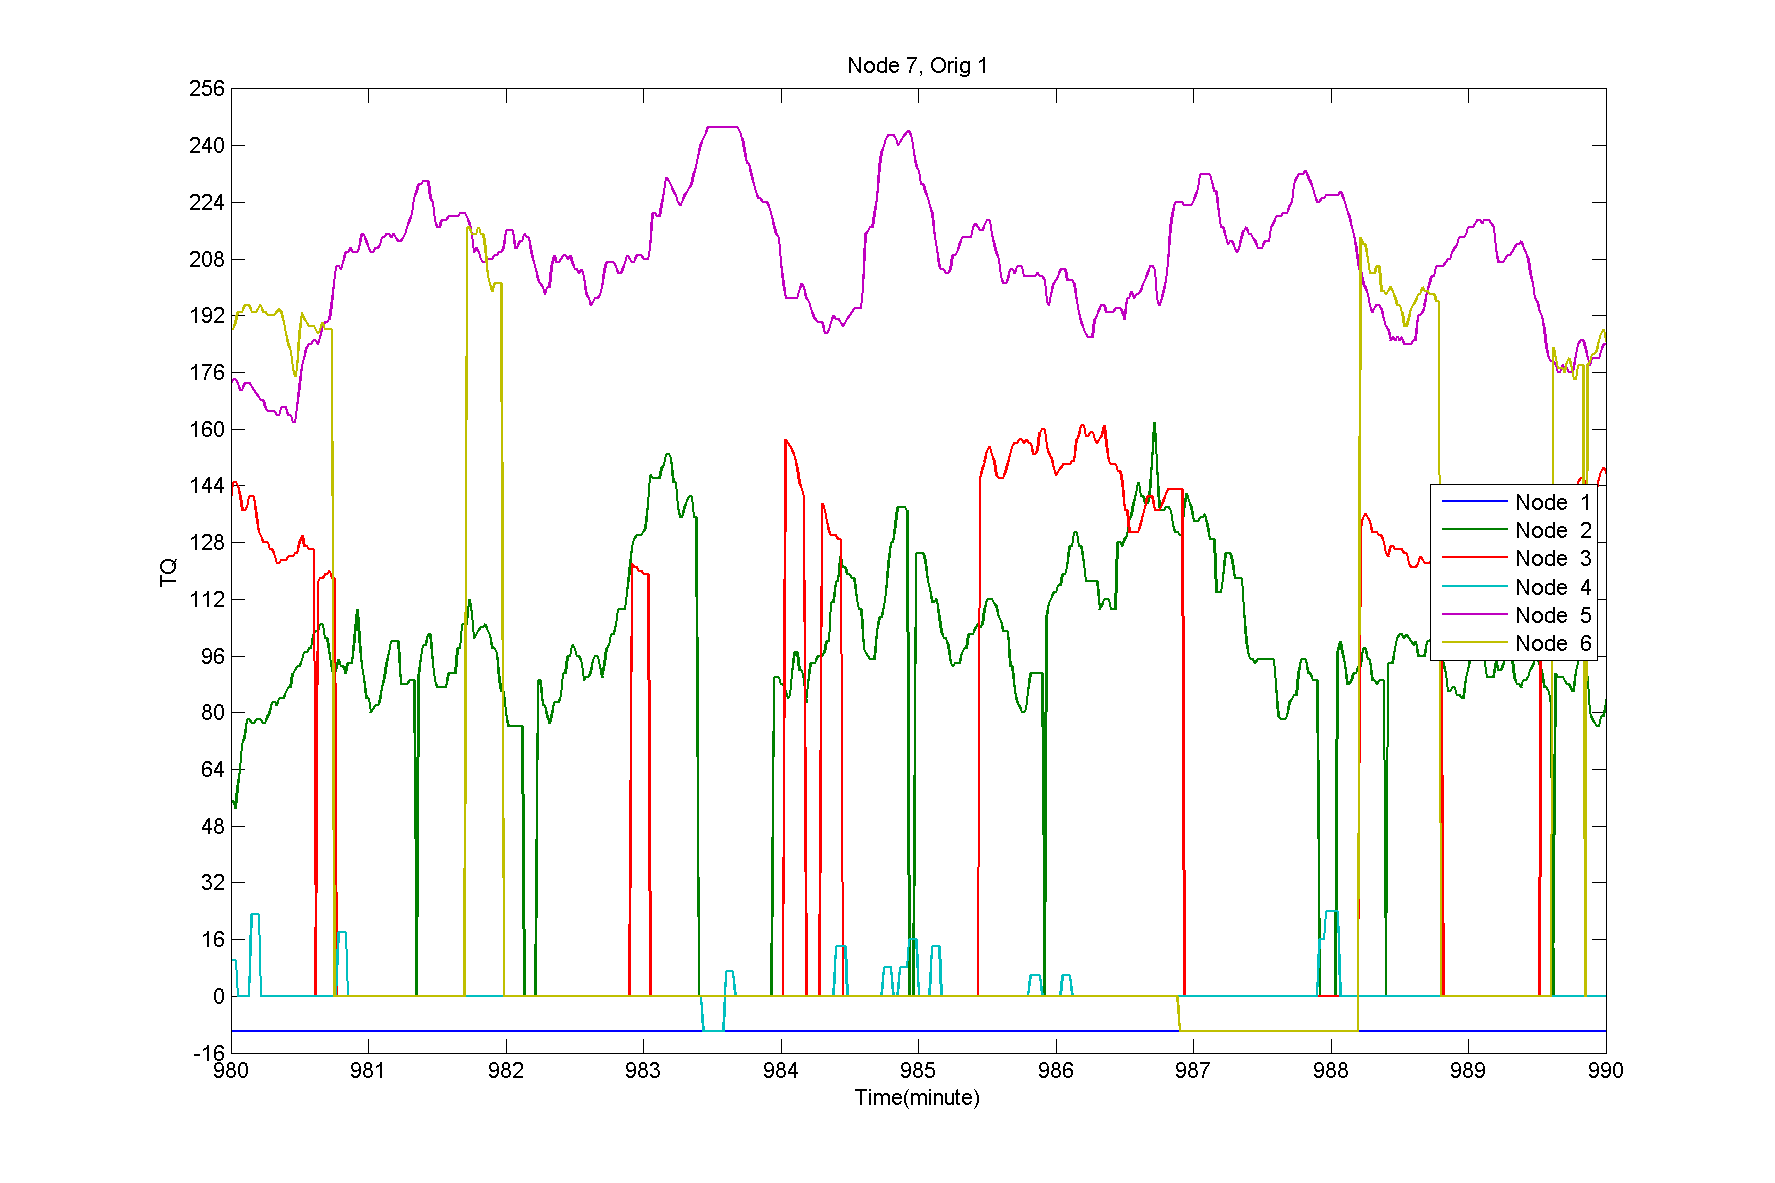 Node 7, Orig 1
256
240
224
208
192
176
160
144
128
112
96
80
64
48
32
16
0
-16
TQ
Node 1
Node 2
Node 3
Node 4
Node 5
Node 6
980 981 982 983 984 985 986 987 988 989 990
Time(minute)